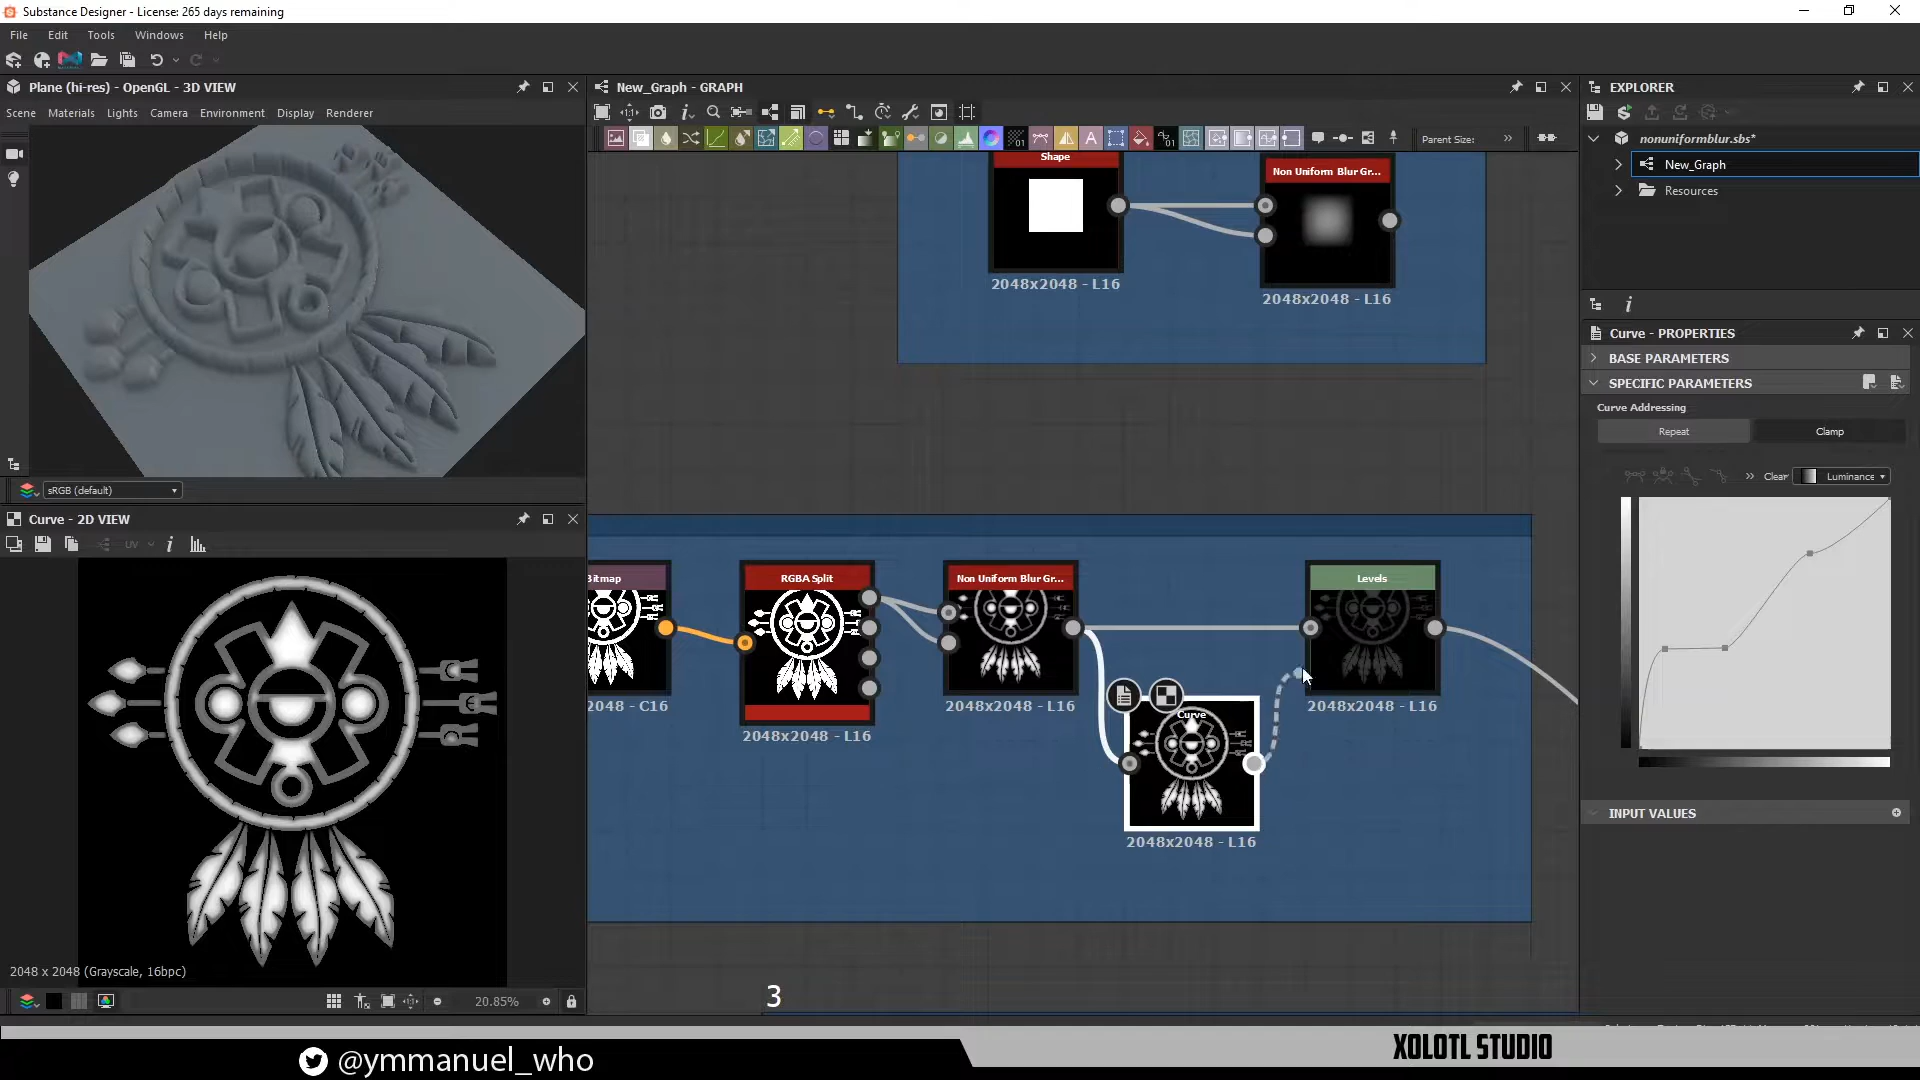 Substance Designer - License: 265 days remaining
File Edit Tools Windows Help
Plane (hi-res) - OpenGL - 3D VIEW
Scene Materials Lights Camera Environment Display Renderer
sRGB (default)
Curve - 2D VIEW
UV
2048 x 2048 (Grayscale, 16bpc)
20.85%
New_Graph - GRAPH
Parent Size:
Shape
2048x2048 - L16
Non Uniform Blur Gr...
2048x2048 - L16
Bitmap
2048 - C16
RGBA Split
2048x2048 - L16
Non Uniform Blur Gr...
2048x2048 - L16
Curve
2048x2048 - L16
Levels
2048x2048 - L16
3
EXPLORER
nonuniformblur.sbs*
New_Graph
Resources
Curve - PROPERTIES
BASE PARAMETERS
SPECIFIC PARAMETERS
Curve Addressing
Repeat Clamp
Clear Luminance
INPUT VALUES
@ymmanuel_who
XOLOTL STUDIO